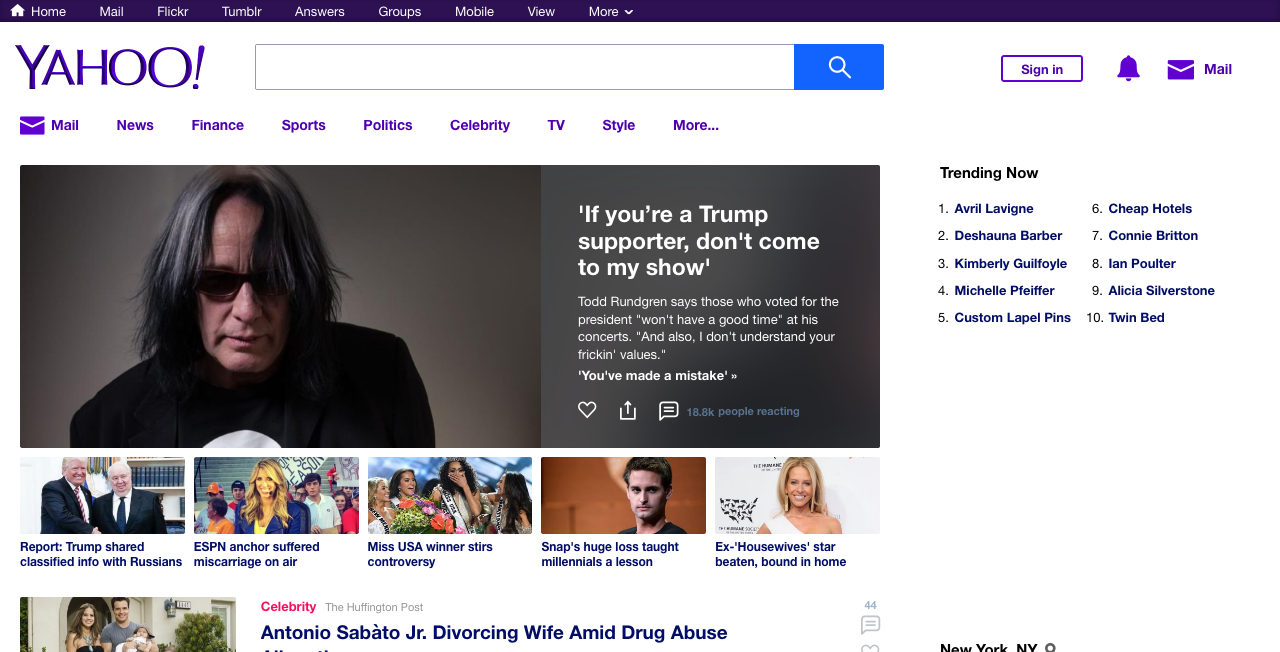 Home Mail Flickr Tumblr Answers Groups Mobile View More
YAHOO!
Sign in
Mail
Mail News Finance Sports Politics Celebrity TV Style More...
'If you’re a Trump
supporter, don't come
to my show'
Todd Rundgren says those who voted for the
president "won't have a good time" at his
concerts. "And also, I don't understand your
frickin' values."
'You've made a mistake' »
18.8k people reacting
Report: Trump shared
classified info with Russians
ESPN anchor suffered
miscarriage on air
Miss USA winner stirs
controversy
Snap's huge loss taught
millennials a lesson
Ex-'Housewives' star
beaten, bound in home
Celebrity The Huffington Post
44
Antonio Sabàto Jr. Divorcing Wife Amid Drug Abuse
Trending Now
1. Avril Lavigne
2. Deshauna Barber
3. Kimberly Guilfoyle
4. Michelle Pfeiffer
5. Custom Lapel Pins
6. Cheap Hotels
7. Connie Britton
8. Ian Poulter
9. Alicia Silverstone
10. Twin Bed
New York, NY